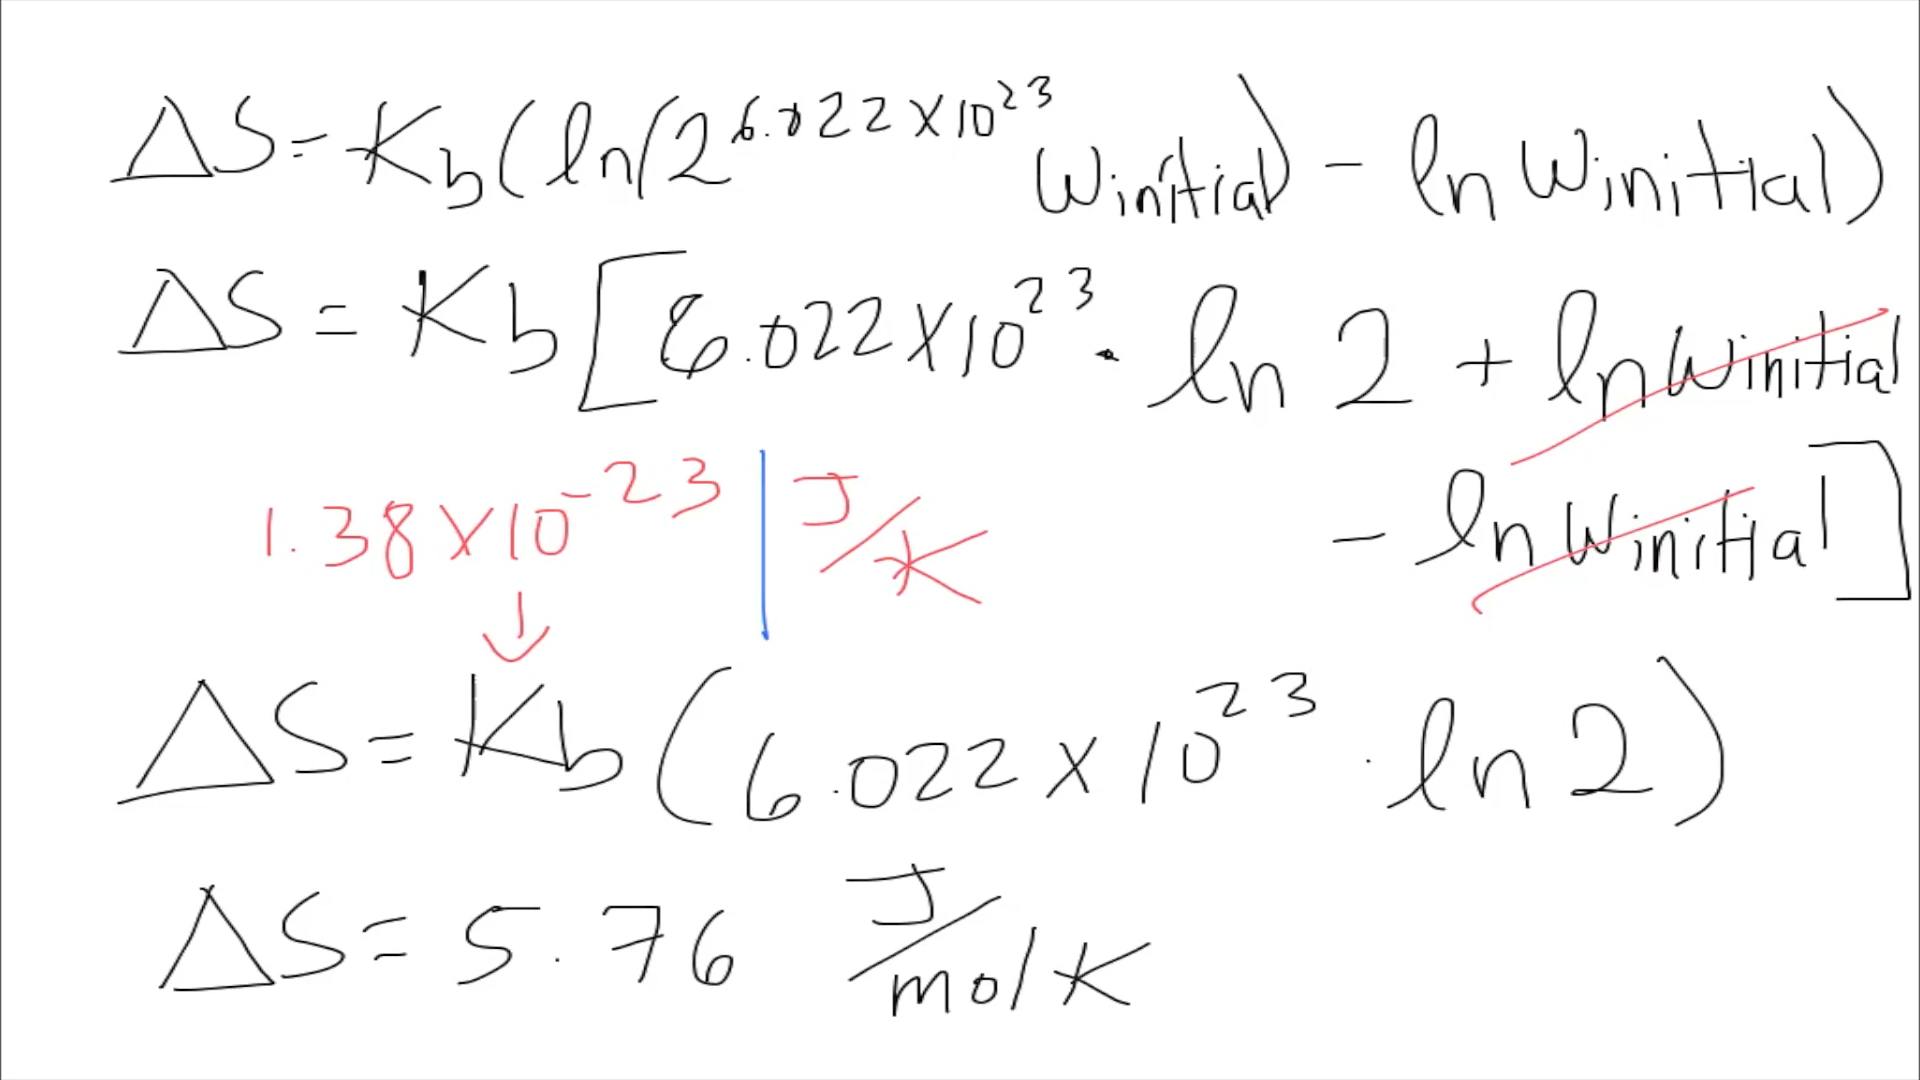 ΔS = Kb(ln(2^6.022×10^23 Winitial) - ln Winitial)
ΔS = Kb[6.022×10^23 · ln 2 + ln Winitial
- ln Winitial]
1.38×10^-23 | J/K
↓
ΔS = Kb(6.022×10^23 · ln 2)
ΔS = 5.76 J/mol K